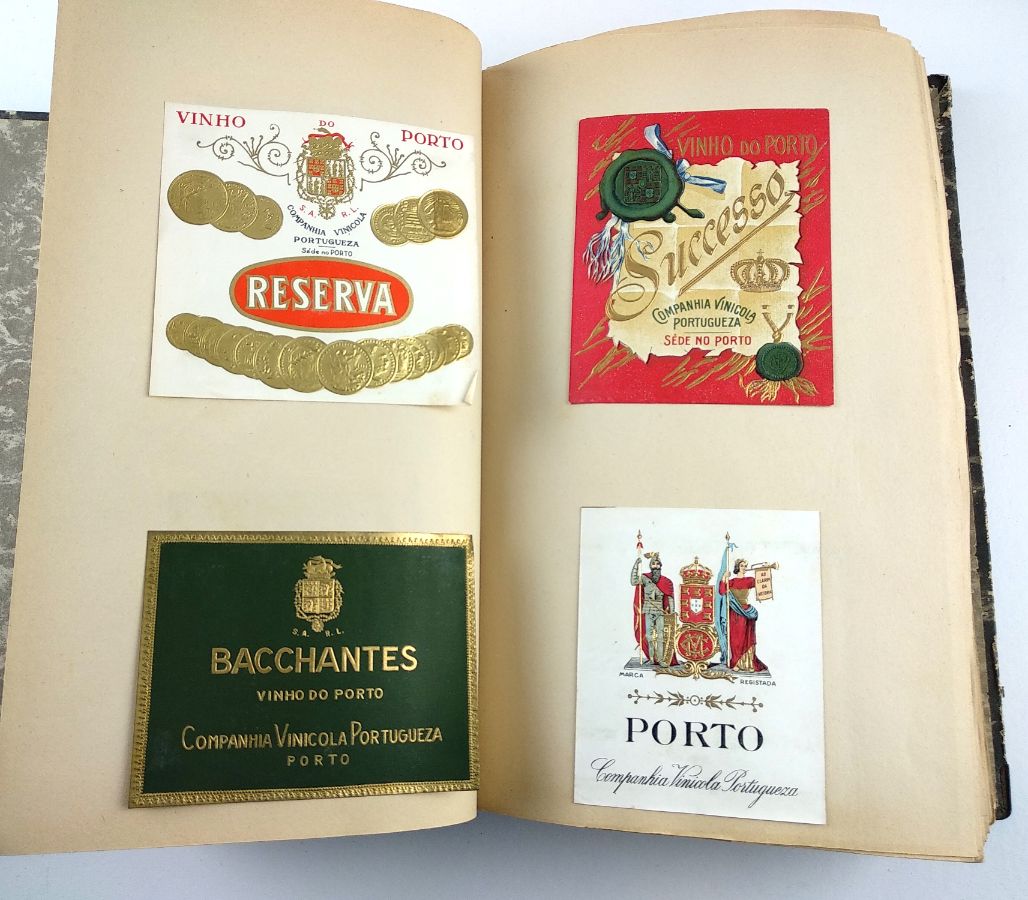 VINHO DO PORTO
S.A. R.L.
COMPANHIA VINICOLA
PORTUGUEZA
Séde no PORTO
RESERVA
S.A. R.L.
BACCHANTES
VINHO DO PORTO
COMPANHIA VINICOLA PORTUGUEZA
PORTO
VINHO DO PORTO
Successo
COMPANHIA VINICOLA
PORTUGUEZA
SÉDE NO PORTO
MARCA REGISTADA
PORTO
Companhia Vinicola Portugueza